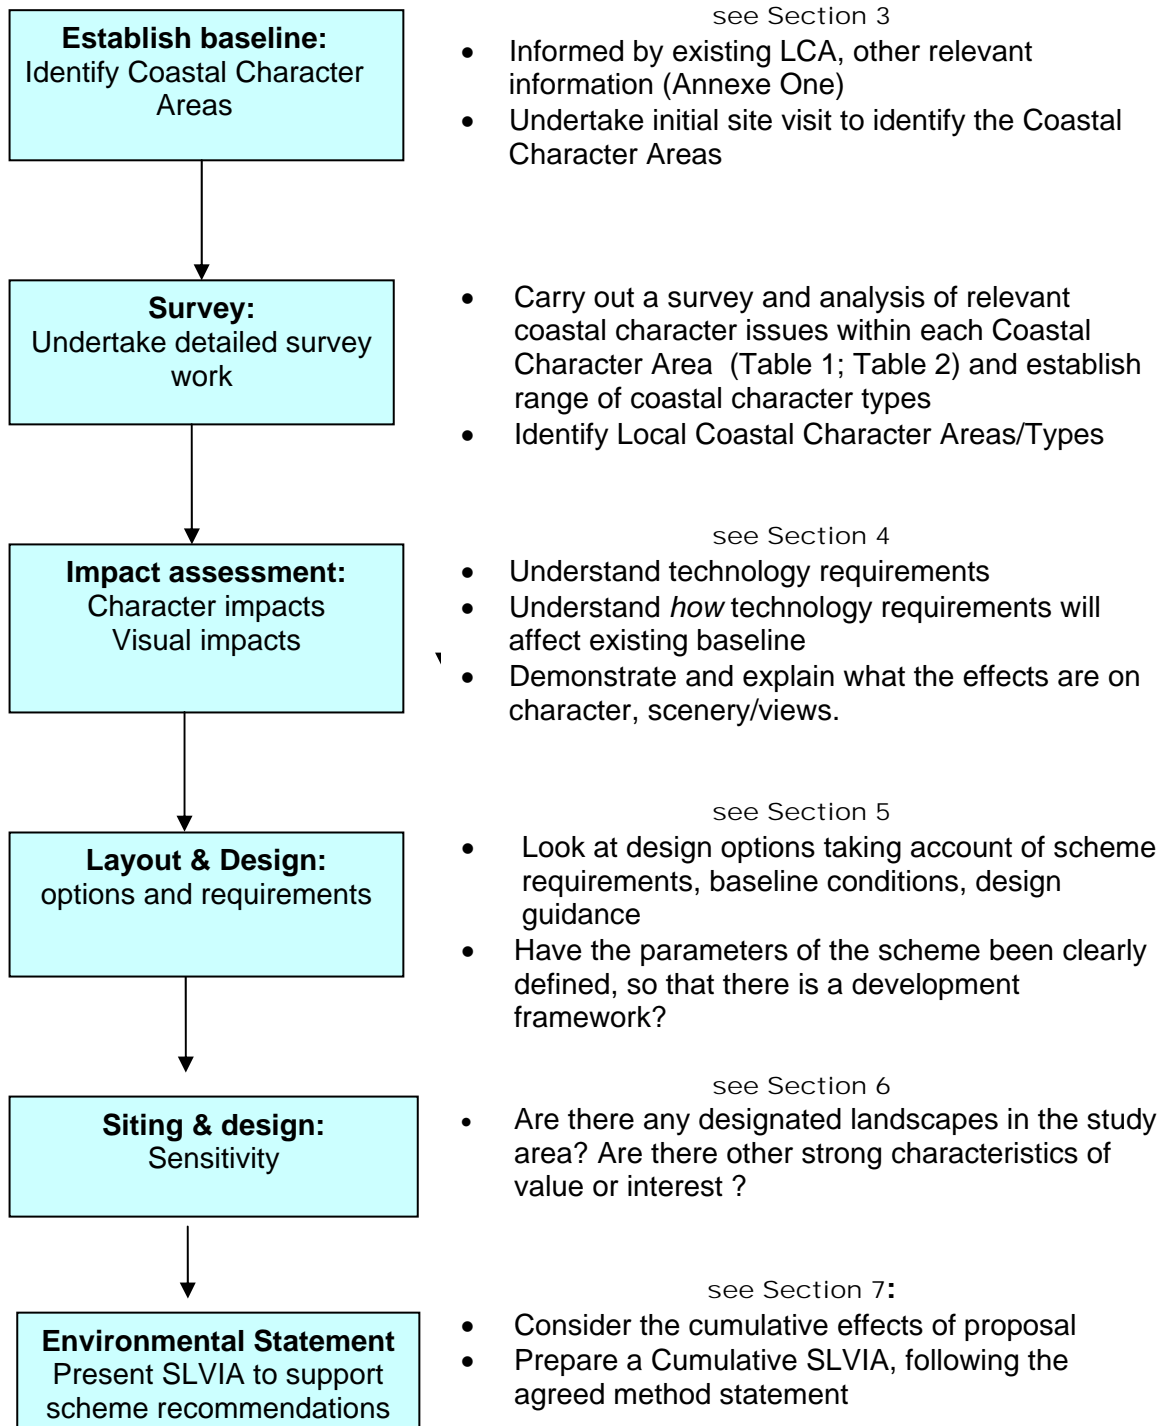 Establish baseline:
Identify Coastal Character
Areas
see Section 3
• Informed by existing LCA, other relevant
information (Annexe One)
• Undertake initial site visit to identify the Coastal
Character Areas
Survey:
Undertake detailed survey
work
• Carry out a survey and analysis of relevant
coastal character issues within each Coastal
Character Area (Table 1; Table 2) and establish
range of coastal character types
• Identify Local Coastal Character Areas/Types
Impact assessment:
Character impacts
Visual impacts
see Section 4
• Understand technology requirements
• Understand how technology requirements will
affect existing baseline
• Demonstrate and explain what the effects are on
character, scenery/views.
Layout & Design:
options and requirements
see Section 5
• Look at design options taking account of scheme
requirements, baseline conditions, design
guidance
• Have the parameters of the scheme been clearly
defined, so that there is a development
framework?
Siting & design:
Sensitivity
see Section 6
• Are there any designated landscapes in the study
area? Are there other strong characteristics of
value or interest ?
Environmental Statement
Present SLVIA to support
scheme recommendations
see Section 7:
• Consider the cumulative effects of proposal
• Prepare a Cumulative SLVIA, following the
agreed method statement